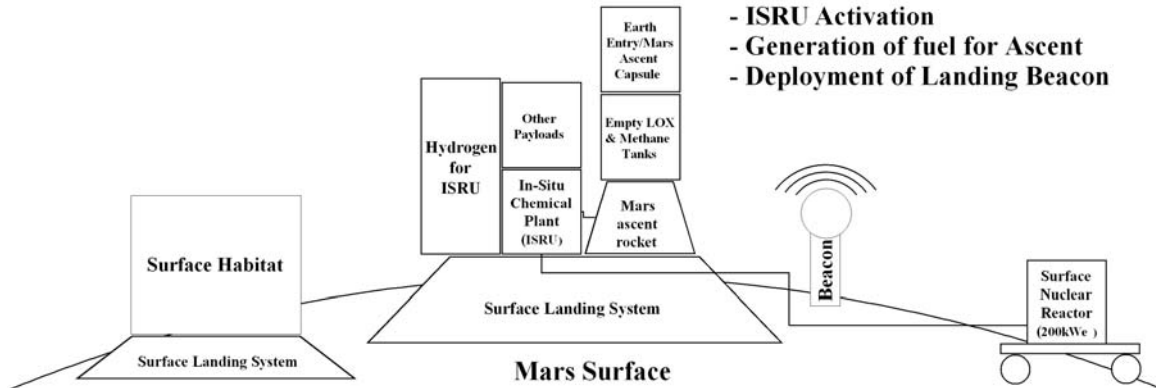 - ISRU Activation
- Generation of fuel for Ascent
- Deployment of Landing Beacon
Earth
Entry/Mars
Ascent
Capsule
Other
Payloads
Empty LOX
& Methane
Tanks
Hydrogen
for
ISRU
In-Situ
Chemical
Plant
(ISRU)
Mars
ascent
rocket
Surface Habitat
Surface Landing System
Surface Landing System
Beacon
Surface
Nuclear
Reactor
(200kWe )
Mars Surface